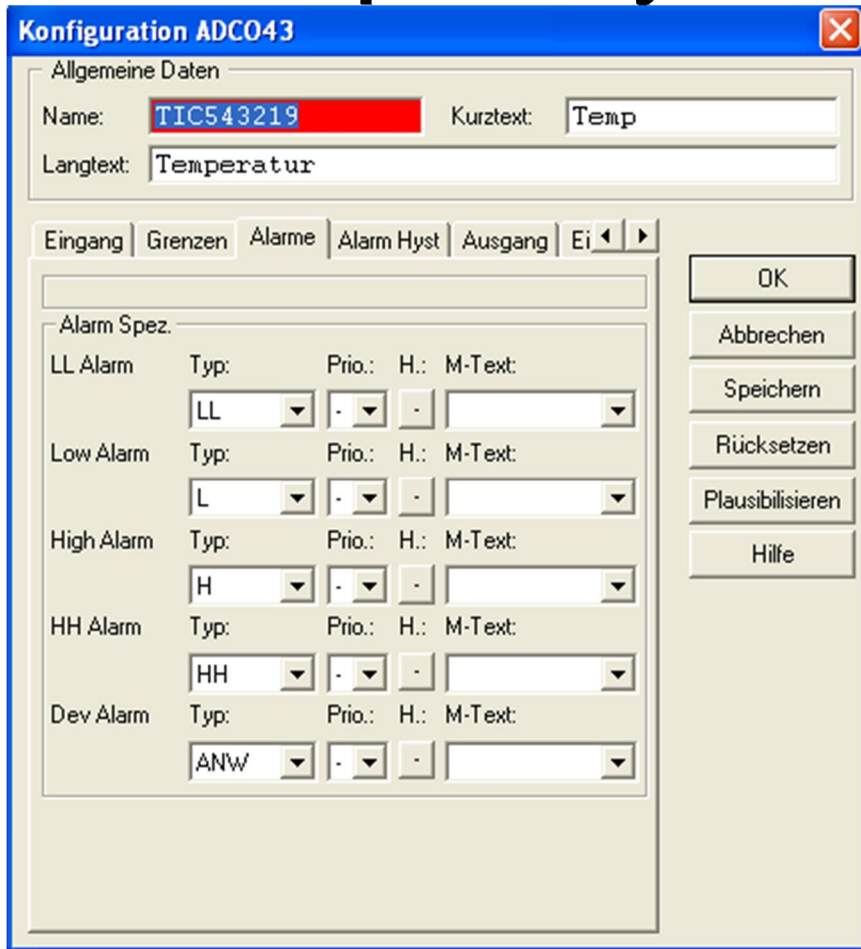 Konfiguration ADCO43
Allgemeine Daten
Name: TIC543219 Kurztext: Temp
Langtext: Temperatur
Eingang Grenzen Alarme Alarm Hyst Ausgang Ei
OK
Abbrechen
Speichern
Rücksetzen
Plausibilisieren
Hilfe
Alarm Spez.
LL Alarm Typ: Prio.: H.: M-Text:
LL - -
Low Alarm Typ: Prio.: H.: M-Text:
L - -
High Alarm Typ: Prio.: H.: M-Text:
H - -
HH Alarm Typ: Prio.: H.: M-Text:
HH - -
Dev Alarm Typ: Prio.: H.: M-Text:
ANW - -